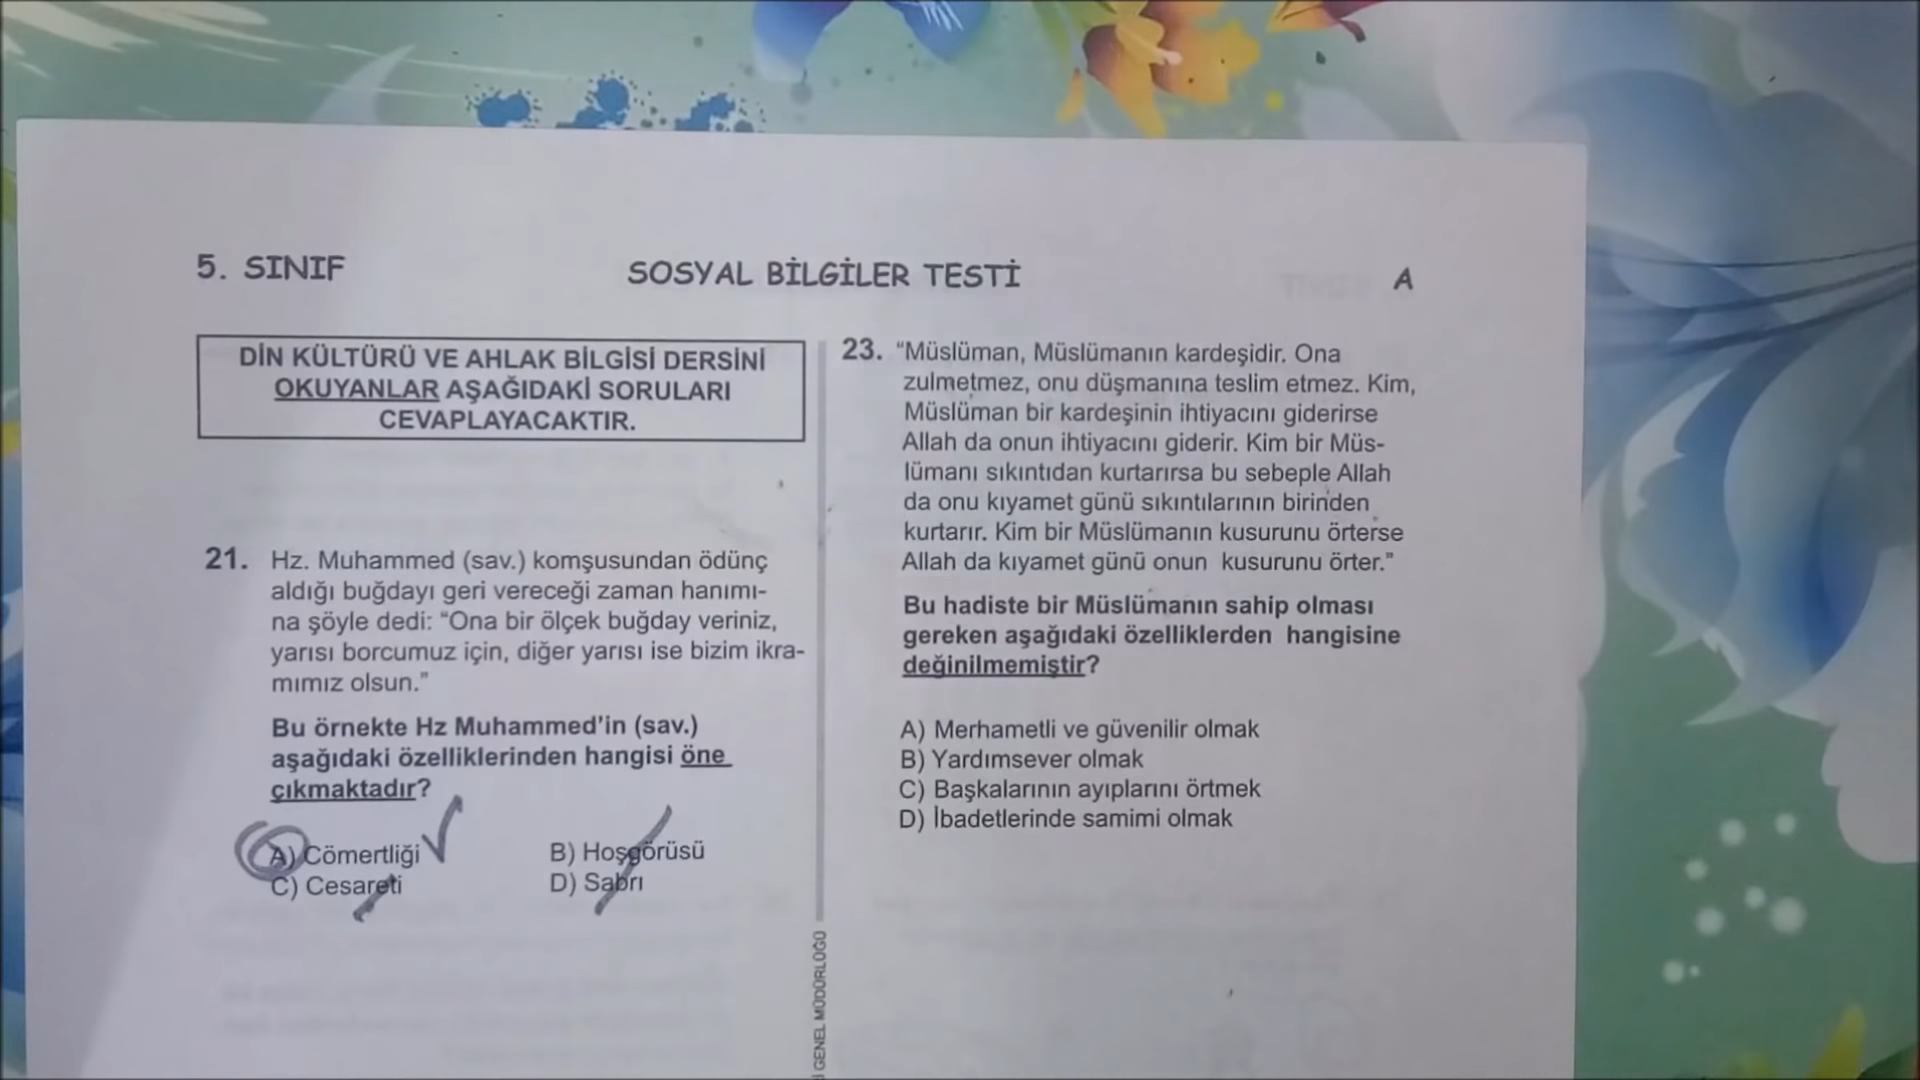 5. SINIF
SOSYAL BİLGİLER TESTİ
A
DİN KÜLTÜRÜ VE AHLAK BİLGİSİ DERSİNİ
OKUYANLAR AŞAĞIDAKİ SORULARI
CEVAPLAYACAKTIR.
21. Hz. Muhammed (sav.) komşusundan ödünç
aldığı buğdayı geri vereceği zaman hanımı-
na şöyle dedi: “Ona bir ölçek buğday veriniz,
yarısı borcumuz için, diğer yarısı ise bizim ikra-
mımız olsun.”
Bu örnekte Hz Muhammed’in (sav.)
aşağıdaki özelliklerinden hangisi öne
çıkmaktadır?
A) Cömertliği
B) Hoşgörüsü
C) Cesareti
D) Sabrı
23. “Müslüman, Müslümanın kardeşidir. Ona
zulmetmez, onu düşmanına teslim etmez. Kim,
Müslüman bir kardeşinin ihtiyacını giderirse
Allah da onun ihtiyacını giderir. Kim bir Müs-
lümanı sıkıntıdan kurtarırsa bu sebeple Allah
da onu kıyamet günü sıkıntılarının birinden
kurtarır. Kim bir Müslümanın kusurunu örterse
Allah da kıyamet günü onun kusurunu örter.”
Bu hadiste bir Müslümanın sahip olması
gereken aşağıdaki özelliklerden hangisine
değinilmemiştir?
A) Merhametli ve güvenilir olmak
B) Yardımsever olmak
C) Başkalarının ayıplarını örtmek
D) İbadetlerinde samimi olmak
GENEL MÜDÜRLÜĞÜ